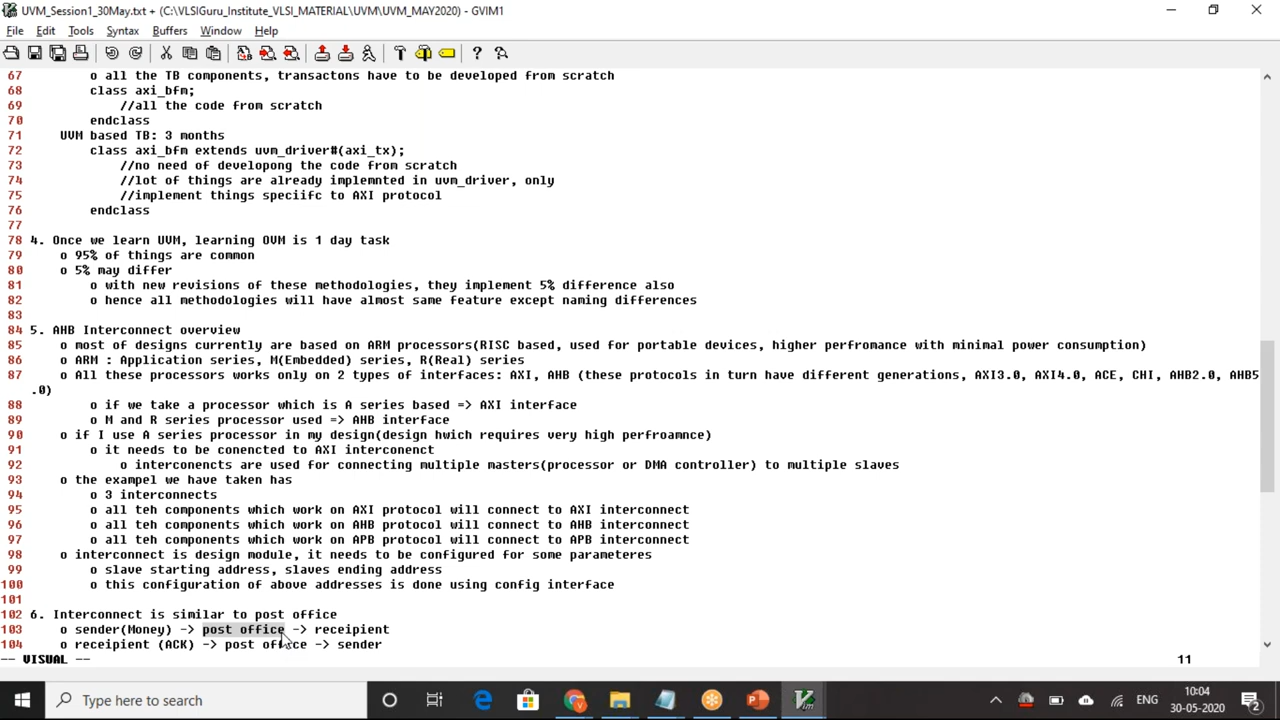 UVM_Session1_30May.txt + (C:\VLSIGuru_Institute_VLSI_MATERIAL\UVM\UVM_MAY2020) - GVIM1
File Edit Tools Syntax Buffers Window Help
67 o all the TB components, transactons have to be developed from scratch
68 class axi_bfm;
69 //all the code from scratch
70 endclass
71 UVM based TB: 3 months
72 class axi_bfm extends uvm_driver#(axi_tx);
73 //no need of developong the code from scratch
74 //lot of things are already implemnted in uvm_driver, only
75 //implement things speciifc to AXI protocol
76 endclass
77
78 4. Once we learn UVM, learning OVM is 1 day task
79 o 95% of things are common
80 o 5% may differ
81 o with new revisions of these methodologies, they implement 5% difference also
82 o hence all methodologies will have almost same feature except naming differences
83
84 5. AHB Interconnect overview
85 o most of designs currently are based on ARM processors(RISC based, used for portable devices, higher perfromance with minimal power consumption)
86 o ARM : Application series, M(Embedded) series, R(Real) series
87 o All these processors works only on 2 types of interfaces: AXI, AHB (these protocols in turn have different generations, AXI3.0, AXI4.0, ACE, CHI, AHB2.0, AHB5
.0)
88 o if we take a processor which is A series based => AXI interface
89 o M and R series processor used => AHB interface
90 o if I use A series processor in my design(design hwich requires very high perfroamnce)
91 o it needs to be conencted to AXI interconenct
92 o interconencts are used for connecting multiple masters(processor or DMA controller) to multiple slaves
93 o the exampel we have taken has
94 o 3 interconnects
95 o all teh components which work on AXI protocol will connect to AXI interconnect
96 o all teh components which work on AHB protocol will connect to AHB interconnect
97 o all teh components which work on APB protocol will connect to APB interconnect
98 o interconnect is design module, it needs to be configured for some parameteres
99 o slave starting address, slaves ending address
100 o this configuration of above addresses is done using config interface
101
102 6. Interconnect is similar to post office
103 o sender(Money) -> post office -> receipient
104 o receipient (ACK) -> post office -> sender
-- VISUAL -- 11
Type here to search
ENG
10:04
30-05-2020
2